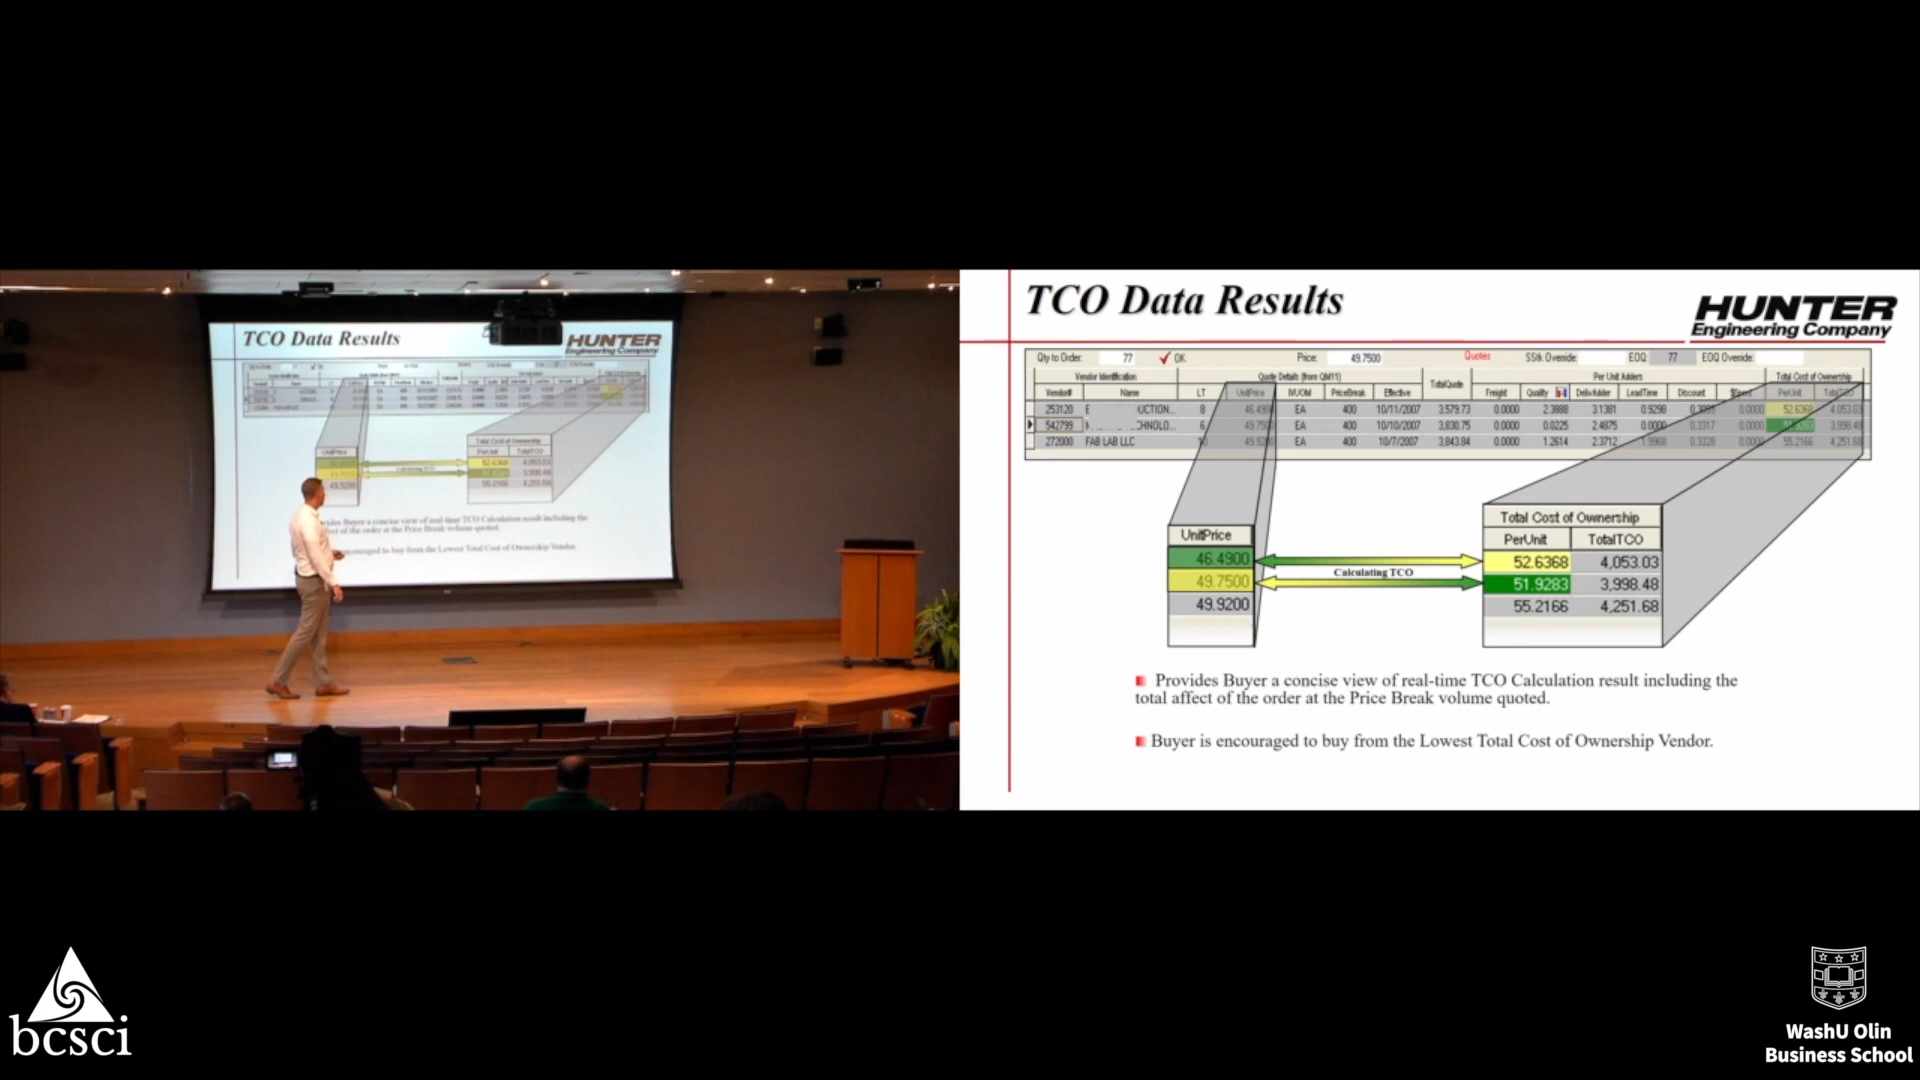 TCO Data Results
HUNTER
Engineering Company
TCO Data Results
HUNTER
Engineering Company
Qty to Order: 77 OK Price: 49.7500 Quotes SStk Override: EOQ: 77 EOQ Override:
Vendor Identification Quote Details (from QM11) TotalQuote Per Unit Adders Total Cost of Ownership
Vendor# Name LT UnitPrice IVUOM PriceBreak Effective Freight Quality DelivAdder LeadTime Discount PerUnit TotalTCO
253120 UCTION... 8 46.4900 EA 400 10/11/2007 3,579.73 0.0000 2.3888 3.1381 0.9298 0.0000 52.6368 4,053.03
542799 CHNOLO... 6 49.7500 EA 400 10/10/2007 3,830.75 0.0000 0.0225 2.4875 0.0000 0.3317 0.0000 3,998.48
272000 FAB LAB LLC 49.9200 EA 400 10/7/2007 3,843.84 0.0000 1.2614 2.3712 0.3328 0.0000 55.2166 4,251.68
UnitPrice
46.4900
49.7500
49.9200
Calculating TCO
Total Cost of Ownership
PerUnit TotalTCO
52.6368 4,053.03
51.9283 3,998.48
55.2166 4,251.68
Provides Buyer a concise view of real-time TCO Calculation result including the
total affect of the order at the Price Break volume quoted.
Buyer is encouraged to buy from the Lowest Total Cost of Ownership Vendor.
bcsci
WashU Olin
Business School